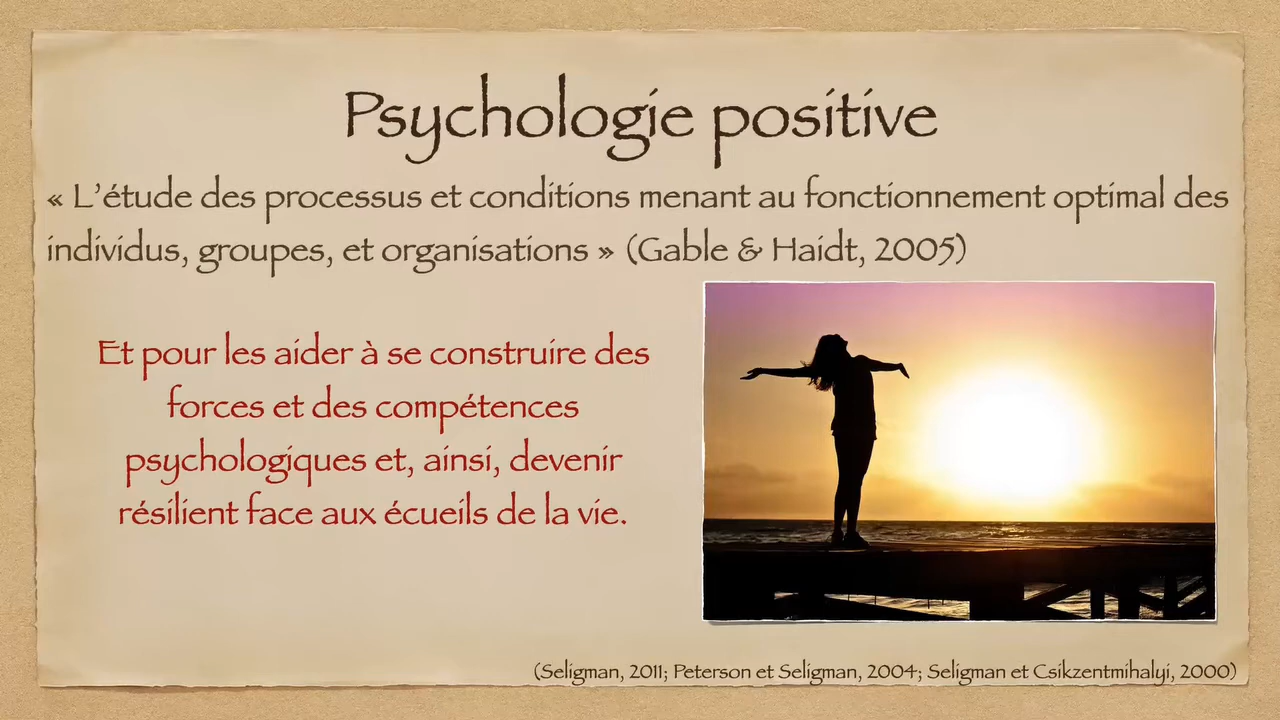 Psychologie positive
« L’étude des processus et conditions menant au fonctionnement optimal des
individus, groupes, et organisations » (Gable & Haidt, 2005)
Et pour les aider à se construire des
forces et des compétences
psychologiques et, ainsi, devenir
résilient face aux écueils de la vie.
(Seligman, 2011; Peterson et Seligman, 2004; Seligman et Csikzentmihalyi, 2000)